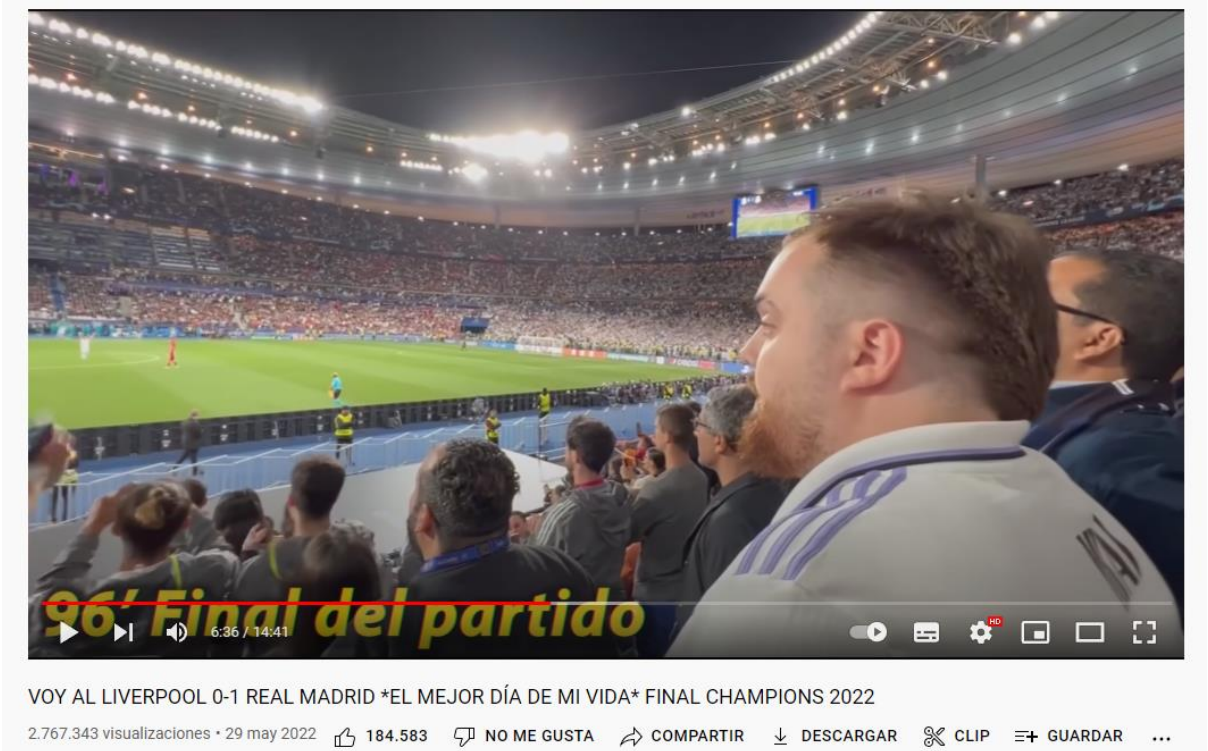 96' Final del partido
6:36 / 14:41
HD
VOY AL LIVERPOOL 0-1 REAL MADRID *EL MEJOR DÍA DE MI VIDA* FINAL CHAMPIONS 2022
2.767.343 visualizaciones • 29 may 2022 184.583 NO ME GUSTA COMPARTIR DESCARGAR CLIP GUARDAR ...